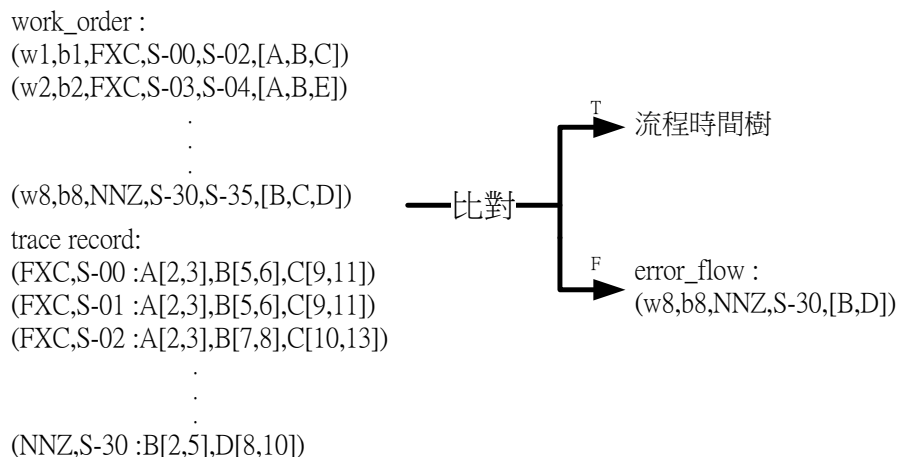 work_order :
(w1,b1,FXC,S-00,S-02,[A,B,C])
(w2,b2,FXC,S-03,S-04,[A,B,E])
.
.
.
(w8,b8,NNZ,S-30,S-35,[B,C,D])
trace record:
(FXC,S-00 :A[2,3],B[5,6],C[9,11])
(FXC,S-01 :A[2,3],B[5,6],C[9,11])
(FXC,S-02 :A[2,3],B[7,8],C[10,13])
.
.
.
(NNZ,S-30 :B[2,5],D[8,10])
比對
T
流程時間樹
F
error_flow :
(w8,b8,NNZ,S-30,[B,D])